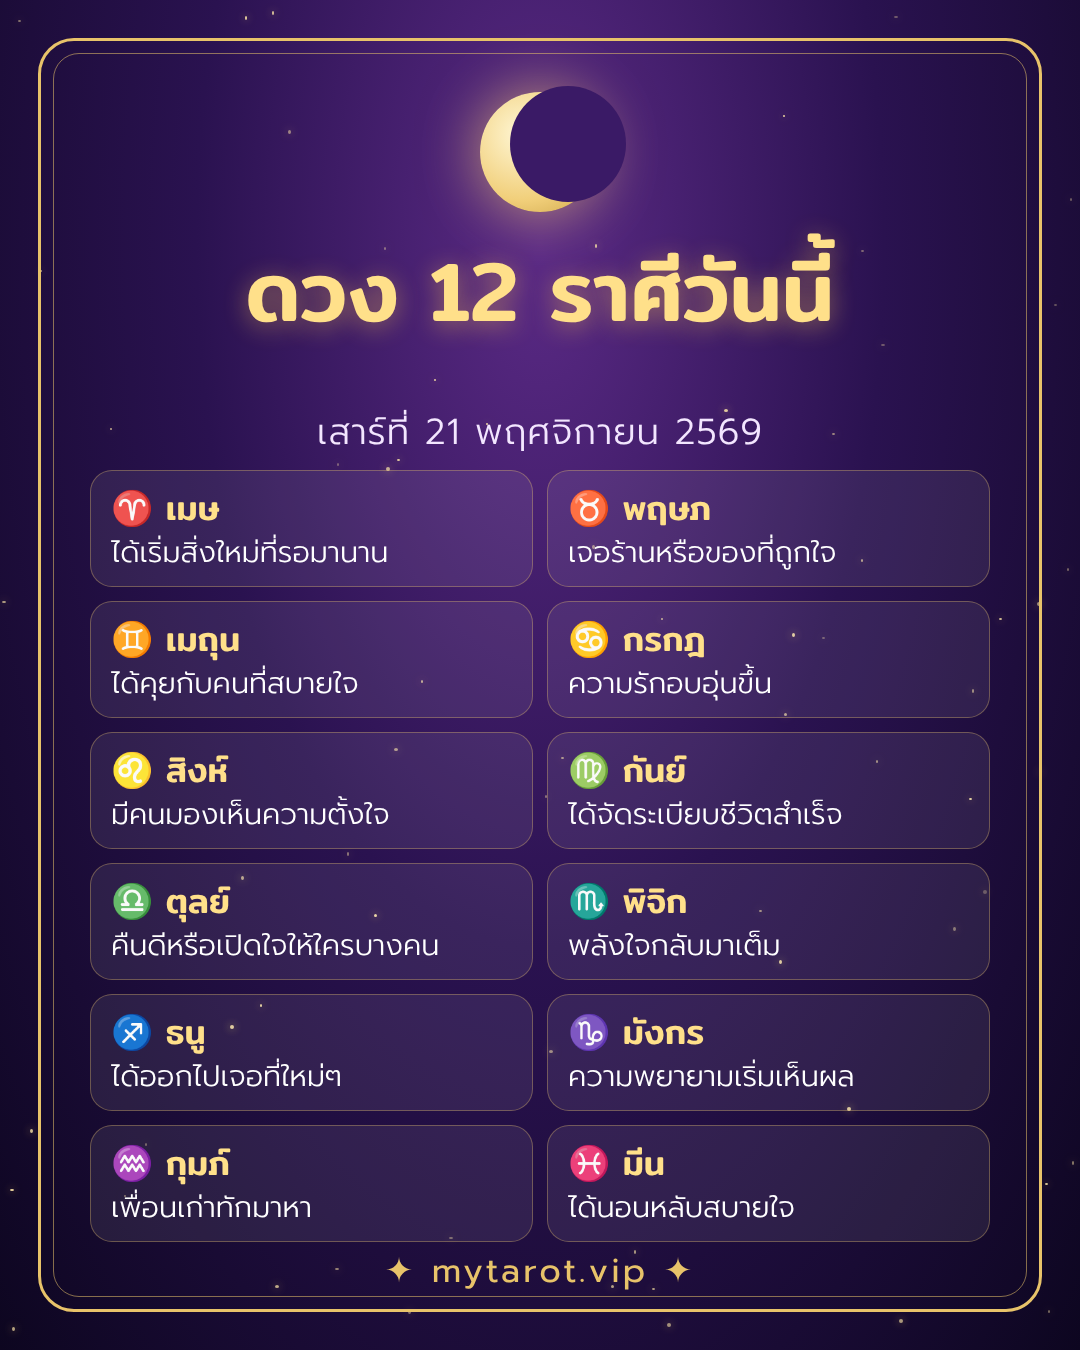 ดวง 12 ราศีวันนี้
เสาร์ที่ 21 พฤศจิกายน 2569
♈ เมษ
ได้เริ่มสิ่งใหม่ที่รอมานาน
♉ พฤษภ
เจอร้านหรือของที่ถูกใจ
♊ เมถุน
ได้คุยกับคนที่สบายใจ
♋ กรกฎ
ความรักอบอุ่นขึ้น
♌ สิงห์
มีคนมองเห็นความตั้งใจ
♍ กันย์
ได้จัดระเบียบชีวิตสำเร็จ
♎ ตุลย์
คืนดีหรือเปิดใจให้ใครบางคน
♏ พิจิก
พลังใจกลับมาเต็ม
♐ ธนู
ได้ออกไปเจอที่ใหม่ๆ
♑ มังกร
ความพยายามเริ่มเห็นผล
♒ กุมภ์
เพื่อนเก่าทักมาหา
♓ มีน
ได้นอนหลับสบายใจ
✦ mytarot.vip ✦